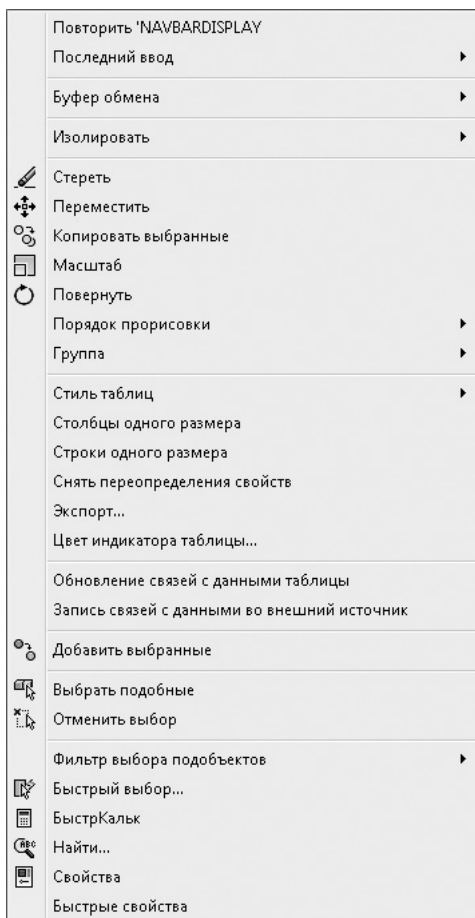 Повторить 'NAVBARDISPLAY
Последний ввод
Буфер обмена
Изолировать
Стереть
Переместить
Копировать выбранные
Масштаб
Повернуть
Порядок прорисовки
Группа
Стиль таблиц
Столбцы одного размера
Строки одного размера
Снять переопределения свойств
Экспорт...
Цвет индикатора таблицы...
Обновление связей с данными таблицы
Запись связей с данными во внешний источник
Добавить выбранные
Выбрать подобные
Отменить выбор
Фильтр выбора подобъектов
Быстрый выбор...
БыстрКальк
Найти...
Свойства
Быстрые свойства